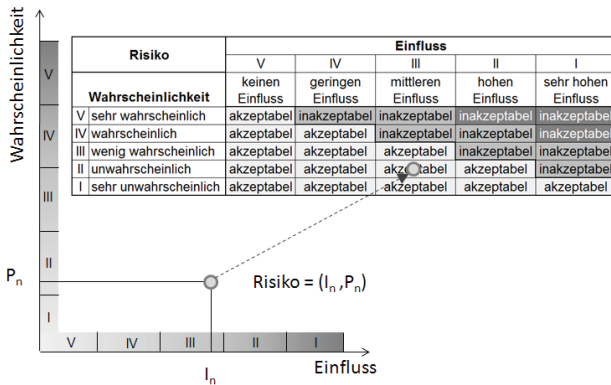 Wahrscheinlichkeit
Risiko Einfluss
V IV III II I
Wahrscheinlichkeit keinen Einfluss geringen Einfluss mittleren Einfluss hohen Einfluss sehr hohen Einfluss
V sehr wahrscheinlich akzeptabel inakzeptabel inakzeptabel inakzeptabel inakzeptabel
IV wahrscheinlich akzeptabel akzeptabel inakzeptabel inakzeptabel inakzeptabel
III wenig wahrscheinlich akzeptabel akzeptabel akzeptabel inakzeptabel inakzeptabel
II unwahrscheinlich akzeptabel akzeptabel akzeptabel akzeptabel inakzeptabel
I sehr unwahrscheinlich akzeptabel akzeptabel akzeptabel akzeptabel akzeptabel
V
IV
III
II
I
Pn
Risiko = (In ,Pn)
V IV III II I
Einfluss
In